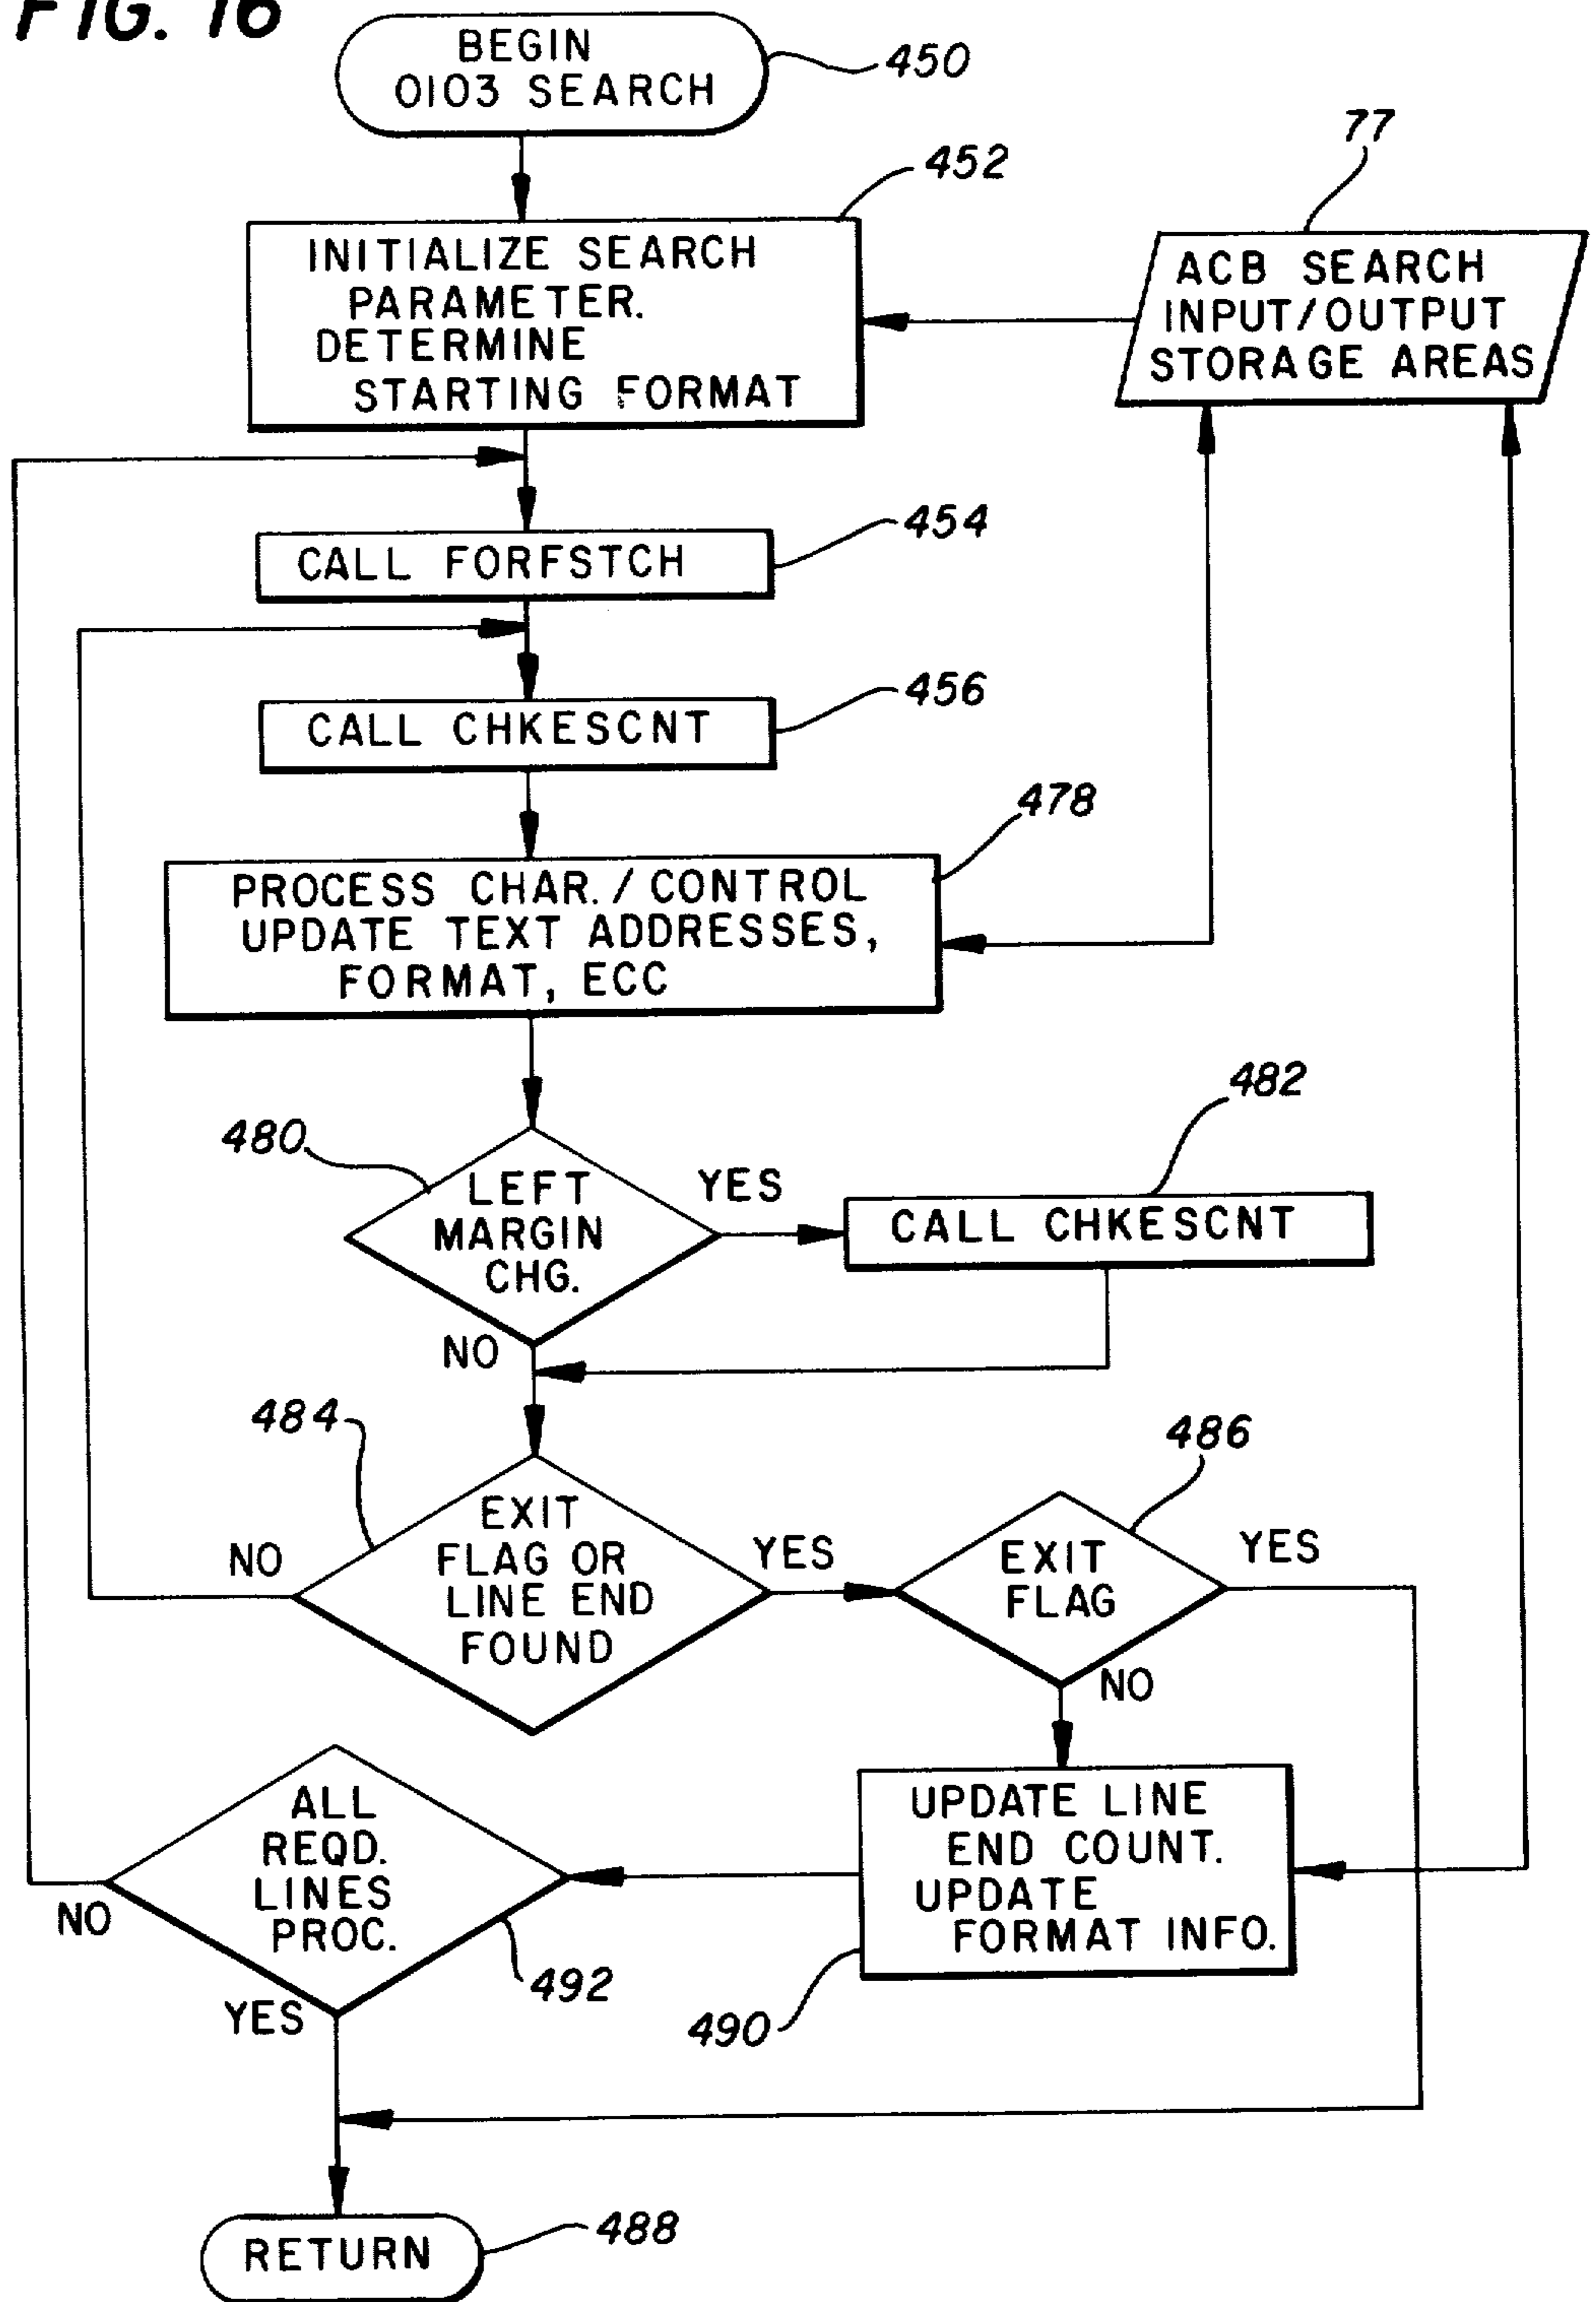 FIG. 16
BEGIN
0103 SEARCH
450
452
INITIALIZE SEARCH
PARAMETER.
DETERMINE
STARTING FORMAT
77
ACB SEARCH
INPUT/OUTPUT
STORAGE AREAS
454
CALL FORFSTCH
456
CALL CHKESCNT
478
PROCESS CHAR./CONTROL
UPDATE TEXT ADDRESSES,
FORMAT, ECC
480
LEFT
MARGIN
CHG.
YES
NO
482
CALL CHKESCNT
484
EXIT
FLAG OR
LINE END
FOUND
NO
YES
486
EXIT
FLAG
YES
NO
UPDATE LINE
END COUNT.
UPDATE
FORMAT INFO.
490
ALL
REQD.
LINES
PROC.
NO
YES
492
RETURN
488